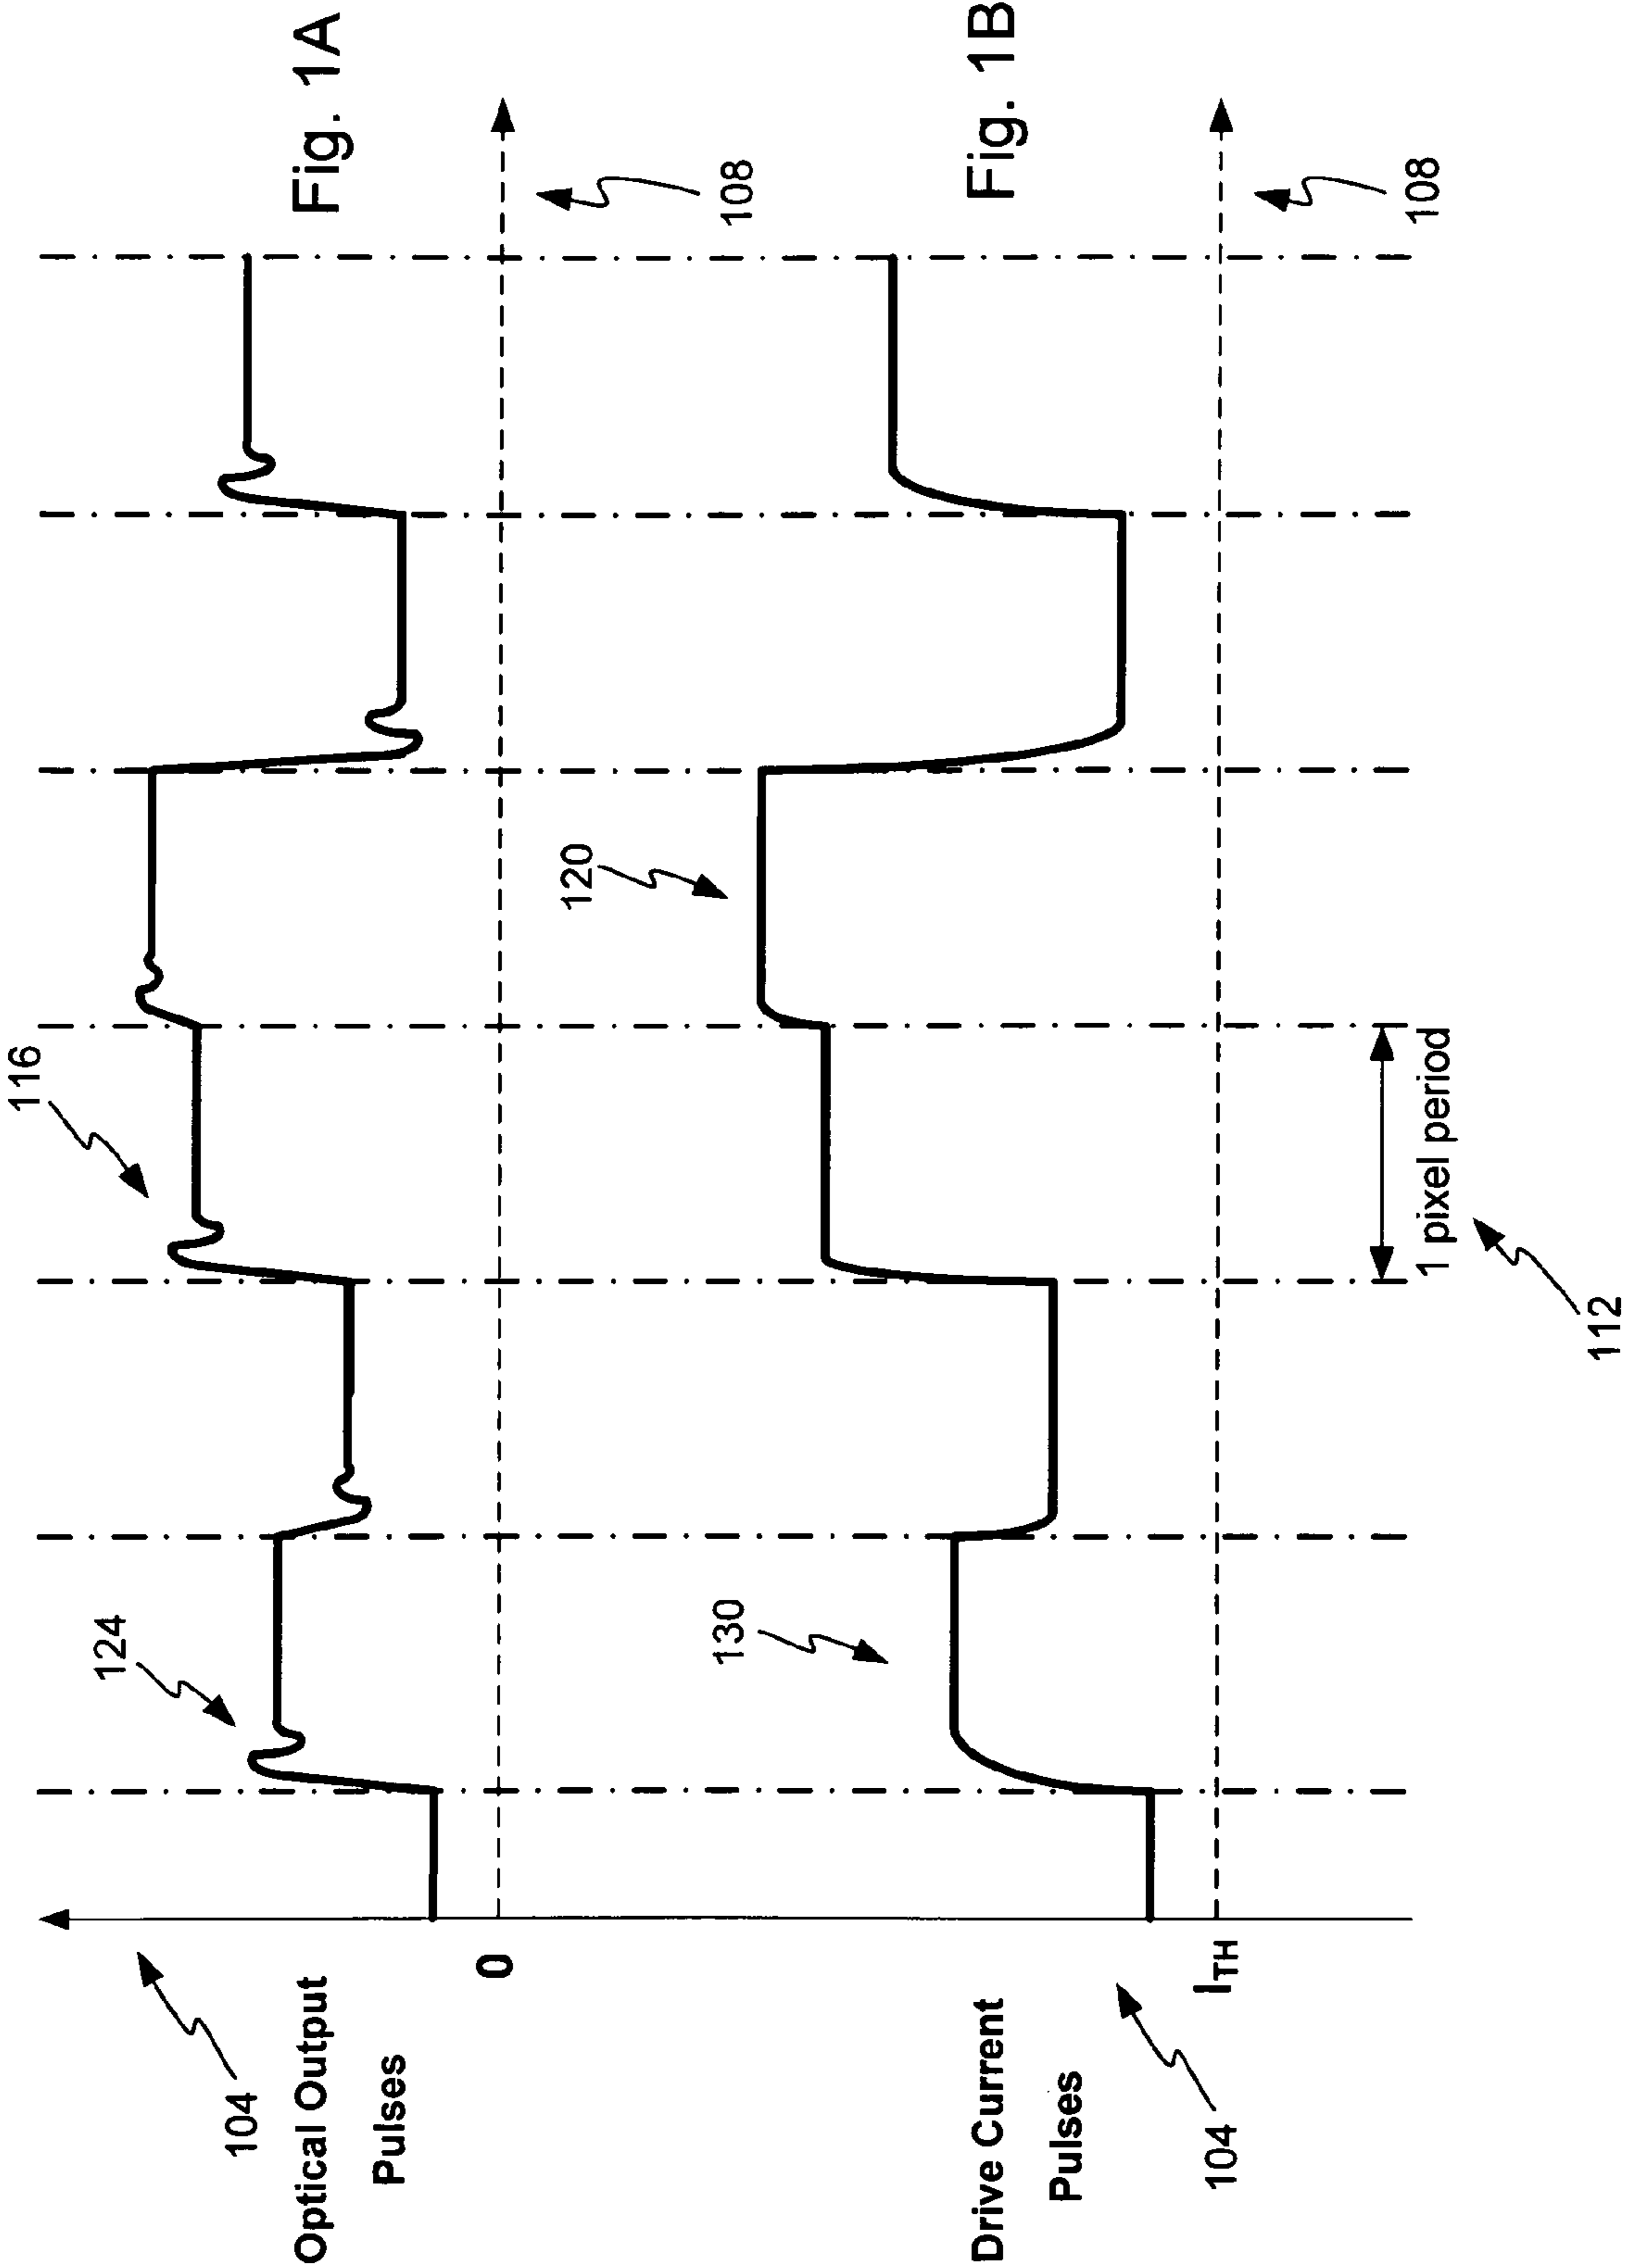 116
124
104
Optical Output
Pulses
0
Fig. 1A
108
120
130
Drive Current
Pulses
104
ITH
Fig. 1B
108
1 pixel period
112